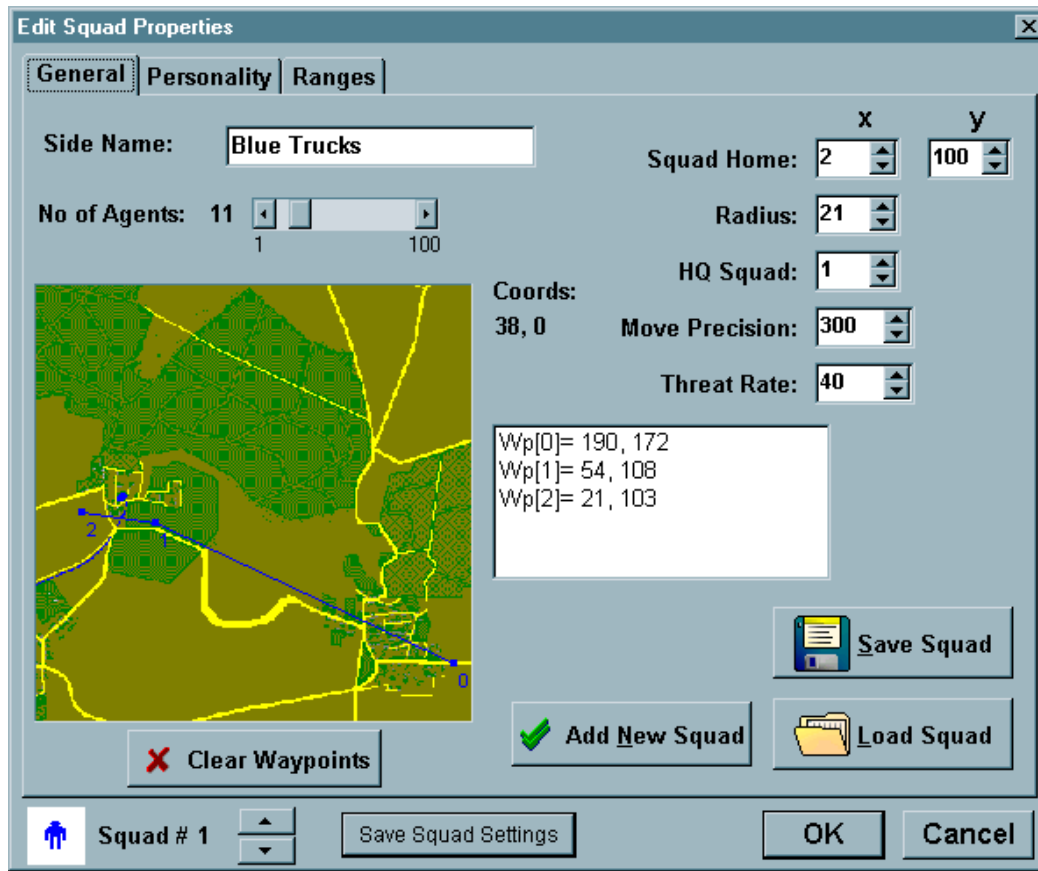 Edit Squad Properties
General Personality Ranges
x y
Side Name: Blue Trucks
Squad Home: 2 100
No of Agents: 11
1 100
Radius: 21
HQ Squad: 1
Coords:
38, 0
Move Precision: 300
Threat Rate: 40
Wp[0]= 190, 172
Wp[1]= 54, 108
Wp[2]= 21, 103
2
1
0
Save Squad
Add New Squad
Load Squad
Clear Waypoints
Squad # 1
Save Squad Settings
OK
Cancel